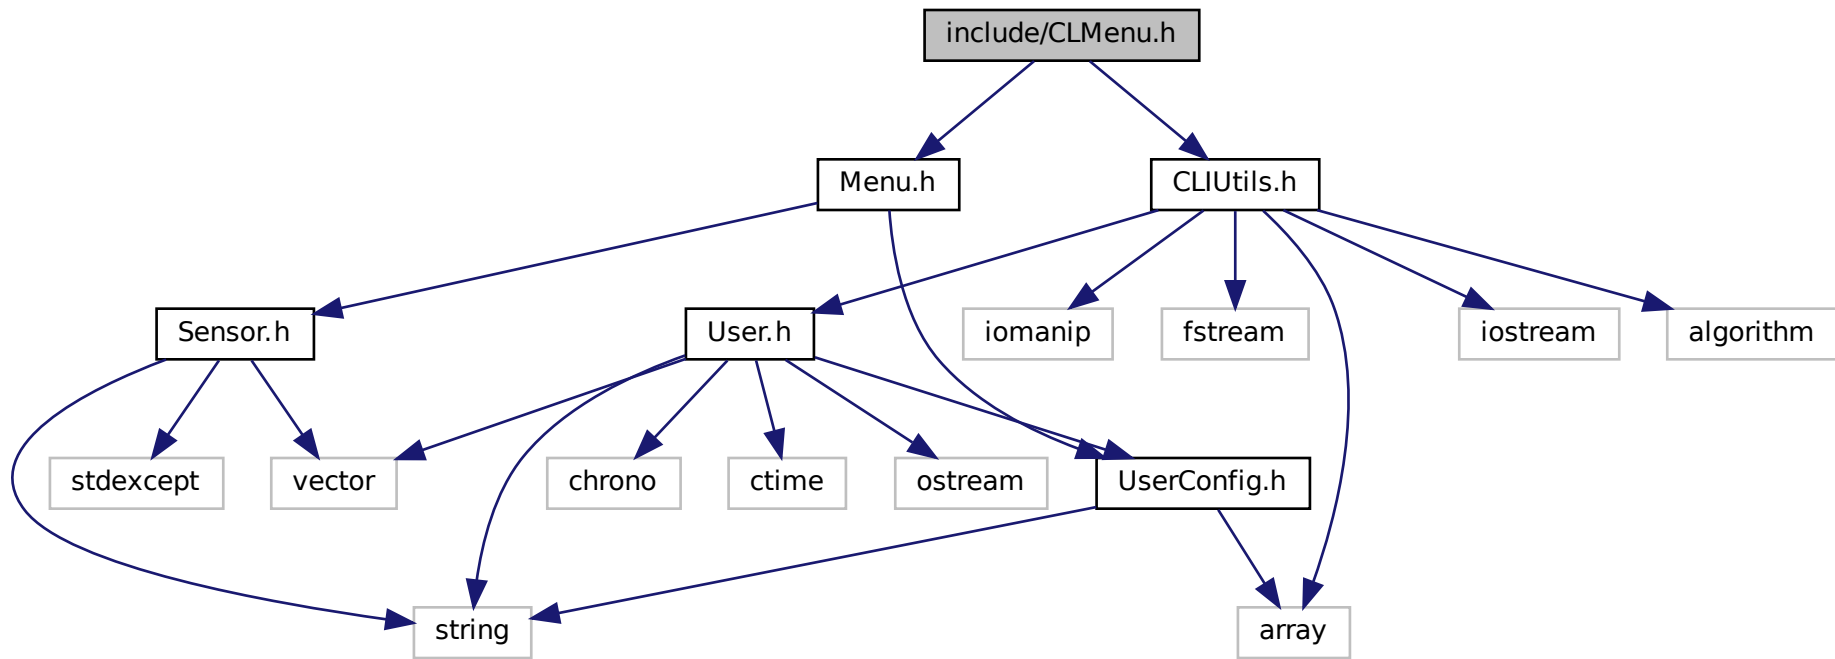 include/CLMenu.h
Menu.h
CLIUtils.h
Sensor.h
User.h
iomanip
fstream
iostream
algorithm
stdexcept
vector
chrono
ctime
ostream
UserConfig.h
string
array